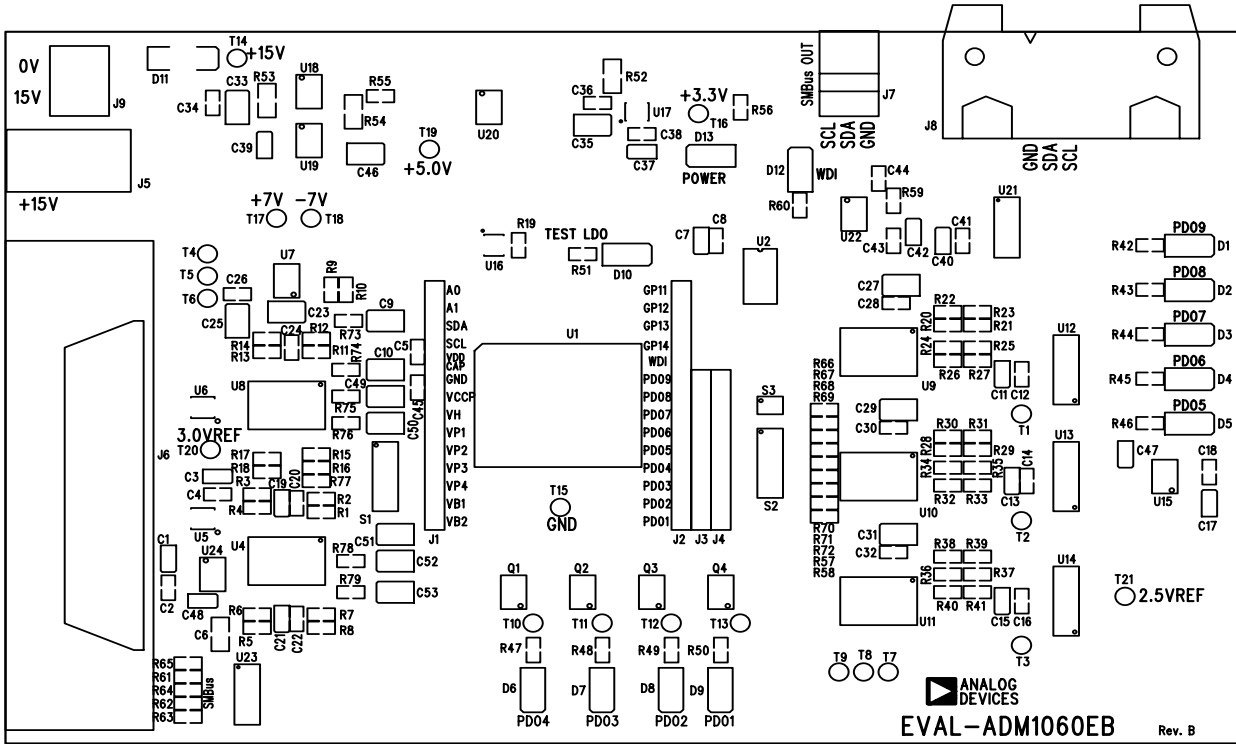 0V
15V
J9
D11
T14
+15V
C34
C33
R53
U18
R55
R54
C39
U19
C46
T19
+5.0V
U20
C36
R52
U17
C35
C38
C37
+3.3V
T16
R56
D13
POWER
SMBus OUT
J7
SCL
SDA
GND
J8
GND
SDA
SCL
J5
+15V
+7V
-7V
T17
T18
D12
WDI
R60
C44
R59
U22
C43
C42
C40
C41
U21
T4
T5
T6
U7
R9
R10
C26
C25
C23
U16
R19
TEST LDO
R51
D10
C7
C8
U2
C27
C28
R42
PD09
D1
R43
PD08
D2
R44
PD07
D3
R45
PD06
D4
R46
PD05
D5
R14
R13
C24
R12
R11
R73
R74
C9
C10
C5
U8
C49
R75
R76
C50
C45
U6
3.0VREF
T20
J6
A0
A1
SDA
SCL
VDD
CAP
GND
VCCP
VH
VP1
VP2
VP3
VP4
VB1
VB2
J1
U1
GP11
GP12
GP13
GP14
WDI
PD09
PD08
PD07
PD06
PD05
PD04
PD03
PD02
PD01
J2
J3
J4
S3
S2
R66
R67
R68
R69
R70
R71
R72
R57
R58
R22
R20
R23
R21
R24
R25
R26
R27
U9
C11
C12
U12
T1
C29
C30
R30
R28
R31
R29
R34
R35
R32
R33
U10
C13
C14
U13
T2
C47
U15
C18
C17
C31
C32
R38
R39
R36
R37
R40
R41
U11
C15
C16
U14
T3
T21
2.5VREF
R17
R18
R15
R16
R77
C3
C4
R3
R4
C19
C20
R2
R1
S1
U5
C1
C2
U24
U4
R78
R79
C51
C52
C53
C48
C6
R6
R5
C21
C22
R7
R8
T15
GND
Q1
Q2
Q3
Q4
T10
T11
T12
T13
R47
R48
R49
R50
D6
D7
D8
D9
PD04
PD03
PD02
PD01
T9
T8
T7
R65
R61
R64
R62
R63
SMBus
U23
ANALOG
DEVICES
EVAL-ADM1060EB
Rev. B